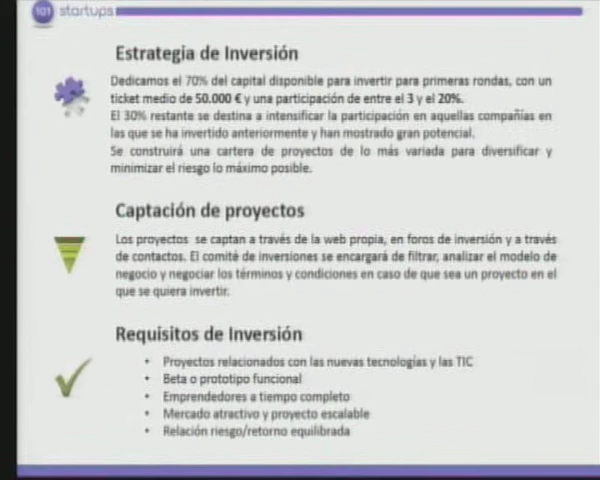 101 startups
Estrategia de Inversión
Dedicamos el 70% del capital disponible para invertir para primeras rondas, con un
ticket medio de 50.000 € y una participación de entre el 3 y el 20%.
El 30% restante se destina a intensificar la participación en aquellas compañías en
las que se ha invertido anteriormente y han mostrado gran potencial.
Se construirá una cartera de proyectos de lo más variada para diversificar y
minimizar el riesgo lo máximo posible.
Captación de proyectos
Los proyectos se captan a través de la web propia, en foros de inversión y a través
de contactos. El comité de inversiones se encargará de filtrar, analizar el modelo de
negocio y negociar los términos y condiciones en caso de que sea un proyecto en el
que se quiera invertir.
Requisitos de Inversión
• Proyectos relacionados con las nuevas tecnologías y las TIC
• Beta o prototipo funcional
• Emprendedores a tiempo completo
• Mercado atractivo y proyecto escalable
• Relación riesgo/retorno equilibrada